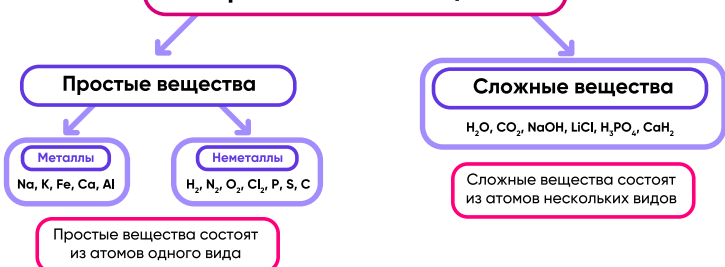 Простые вещества
Сложные вещества
H₂O, CO₂, NaOH, LiCl, H₃PO₄, CaH₂
Металлы
Неметаллы
Na, K, Fe, Ca, Al
H₂, N₂, O₂, Cl₂, P, S, C
Сложные вещества состоят
из атомов нескольких видов
Простые вещества состоят
из атомов одного вида